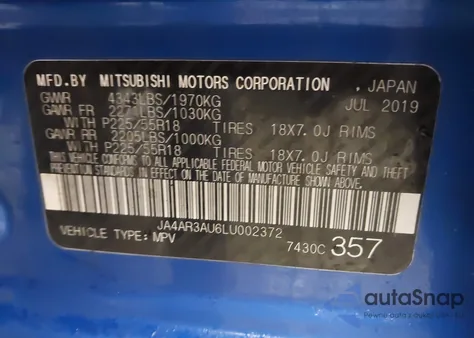 MFD.BY MITSUBISHI MOTORS CORPORATION . JAPAN
GVWR 4343LBS/1970KG JUL 2019
GAWR FR 2271LBS/1030KG
WITH P225/55R18 TIRES 18X7.0J RIMS
GAWR RR 2205LBS/1000KG
WITH P225/55R18 TIRES 18X7.0J RIMS
THIS VEHICLE CONFORMS TO ALL APPLICABLE FEDERAL MOTOR VEHICLE SAFETY AND THEFT
PREVENTION STANDARDS IN EFFECT ON THE DATE OF MANUFACTURE SHOWN ABOVE.
JA4AR3AU6LU002372
VEHICLE TYPE: MPV 7430C 357
autoSnap
Pewne auto z USA